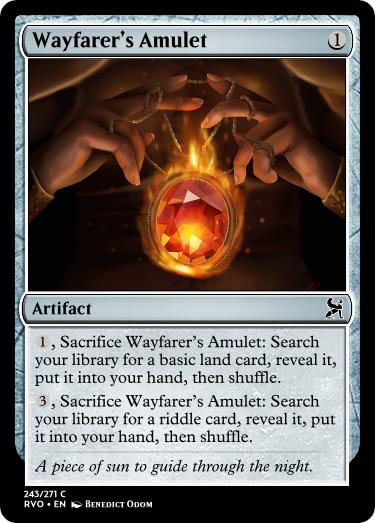 Wayfarer's Amulet 1
Artifact
1, Sacrifice Wayfarer's Amulet: Search
your library for a basic land card, reveal it,
put it into your hand, then shuffle.
3, Sacrifice Wayfarer's Amulet: Search
your library for a riddle card, reveal it, put
it into your hand, then shuffle.
A piece of sun to guide through the night.
243/271 C
RVO • EN Benedict Odom